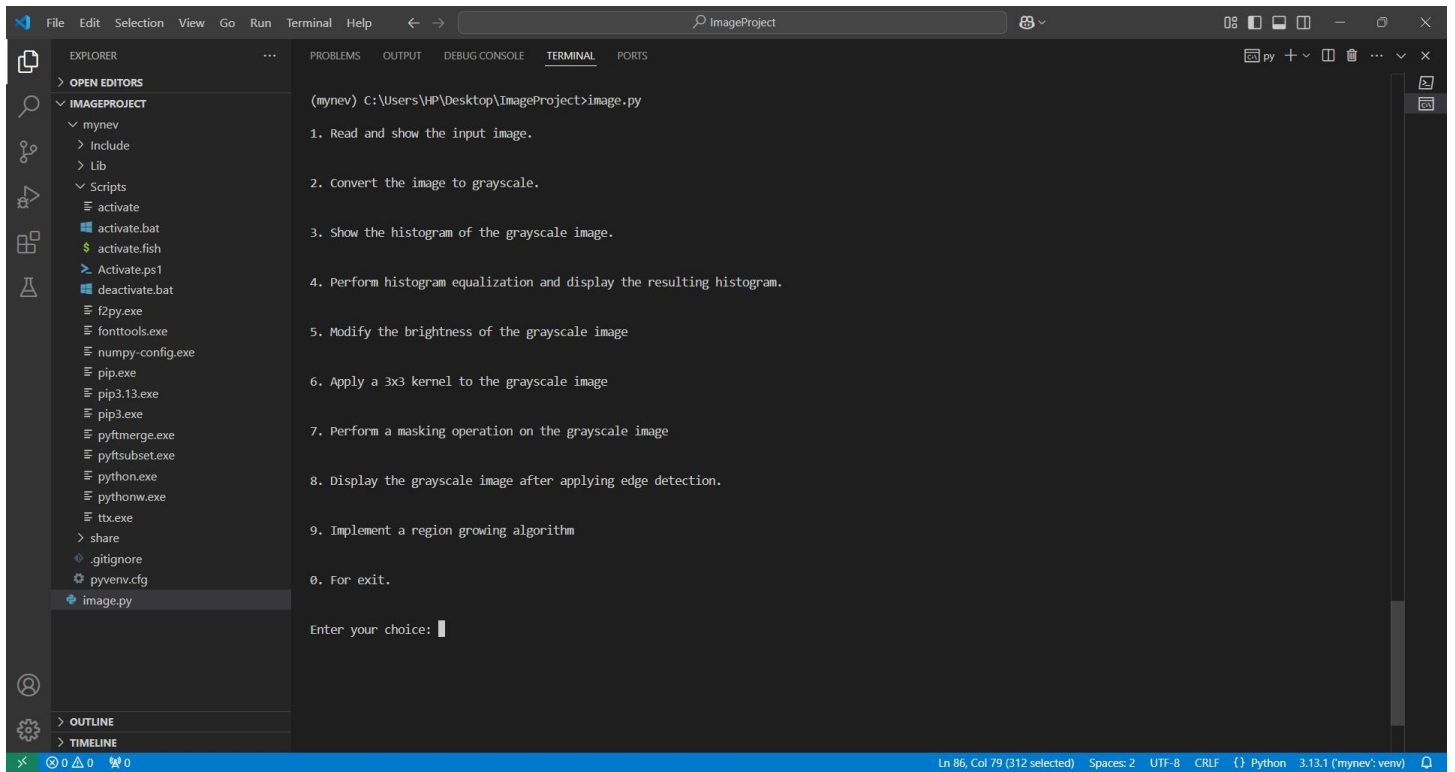 File Edit Selection View Go Run Terminal Help
ImageProject
EXPLORER
OPEN EDITORS
IMAGEPROJECT
mynev
Include
Lib
Scripts
activate
activate.bat
activate.fish
Activate.ps1
deactivate.bat
f2py.exe
fonttools.exe
numpy-config.exe
pip.exe
pip3.13.exe
pip3.exe
pyftmerge.exe
pyftsubset.exe
python.exe
pythonw.exe
ttx.exe
share
.gitignore
pyvenv.cfg
image.py
OUTLINE
TIMELINE
PROBLEMS OUTPUT DEBUG CONSOLE TERMINAL PORTS
py
(mynev) C:\Users\HP\Desktop\ImageProject>image.py
1. Read and show the input image.
2. Convert the image to grayscale.
3. Show the histogram of the grayscale image.
4. Perform histogram equalization and display the resulting histogram.
5. Modify the brightness of the grayscale image
6. Apply a 3x3 kernel to the grayscale image
7. Perform a masking operation on the grayscale image
8. Display the grayscale image after applying edge detection.
9. Implement a region growing algorithm
0. For exit.
Enter your choice:
0 0 0 Ln 86, Col 79 (312 selected) Spaces: 2 UTF-8 CRLF {} Python 3.13.1 ('mynev': venv)